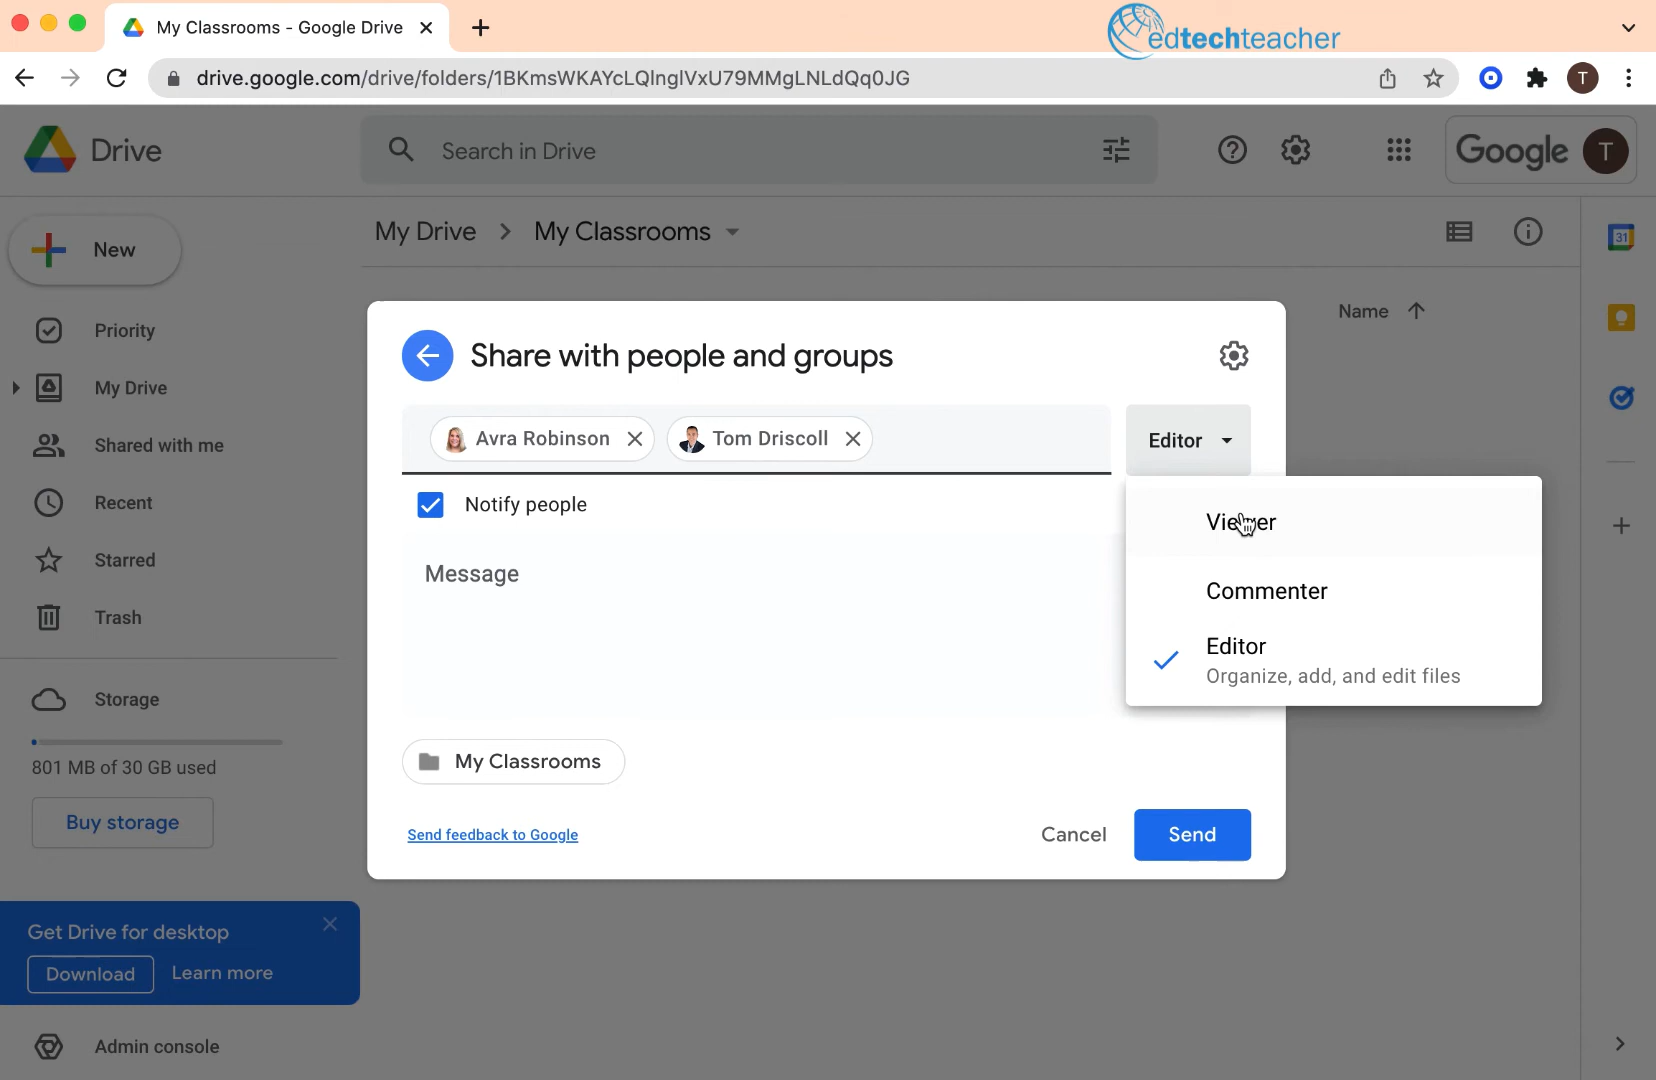 My Classrooms - Google Drive
edtechteacher
drive.google.com/drive/folders/1BKmsWKAYcLQlnglVxU79MMgLNLdQq0JG
T
Drive
Search in Drive
Google
T
New
My Drive
My Classrooms
31
Name
Priority
My Drive
Shared with me
Recent
Starred
Trash
Storage
801 MB of 30 GB used
Buy storage
Get Drive for desktop
Download
Learn more
Admin console
Share with people and groups
Avra Robinson
Tom Driscoll
Editor
Notify people
Viewer
Message
Commenter
Editor
Organize, add, and edit files
My Classrooms
Send feedback to Google
Cancel
Send